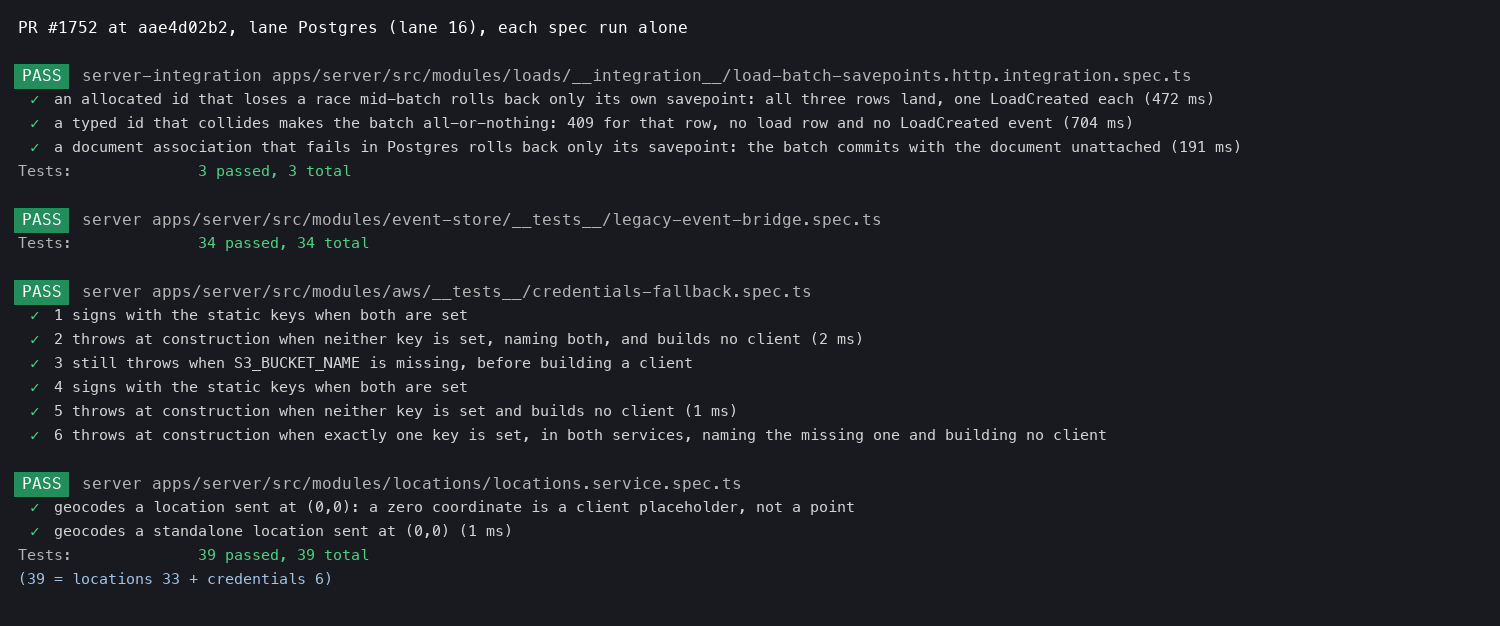 PR #1752 at aae4d02b2, lane Postgres (lane 16), each spec run alone
PASS server-integration apps/server/src/modules/loads/__integration__/load-batch-savepoints.http.integration.spec.ts
✓ an allocated id that loses a race mid-batch rolls back only its own savepoint: all three rows land, one LoadCreated each (472 ms)
✓ a typed id that collides makes the batch all-or-nothing: 409 for that row, no load row and no LoadCreated event (704 ms)
✓ a document association that fails in Postgres rolls back only its savepoint: the batch commits with the document unattached (191 ms)
Tests: 3 passed, 3 total
PASS server apps/server/src/modules/event-store/__tests__/legacy-event-bridge.spec.ts
Tests: 34 passed, 34 total
PASS server apps/server/src/modules/aws/__tests__/credentials-fallback.spec.ts
✓ 1 signs with the static keys when both are set
✓ 2 throws at construction when neither key is set, naming both, and builds no client (2 ms)
✓ 3 still throws when S3_BUCKET_NAME is missing, before building a client
✓ 4 signs with the static keys when both are set
✓ 5 throws at construction when neither key is set and builds no client (1 ms)
✓ 6 throws at construction when exactly one key is set, in both services, naming the missing one and building no client
PASS server apps/server/src/modules/locations/locations.service.spec.ts
✓ geocodes a location sent at (0,0): a zero coordinate is a client placeholder, not a point
✓ geocodes a standalone location sent at (0,0) (1 ms)
Tests: 39 passed, 39 total
(39 = locations 33 + credentials 6)